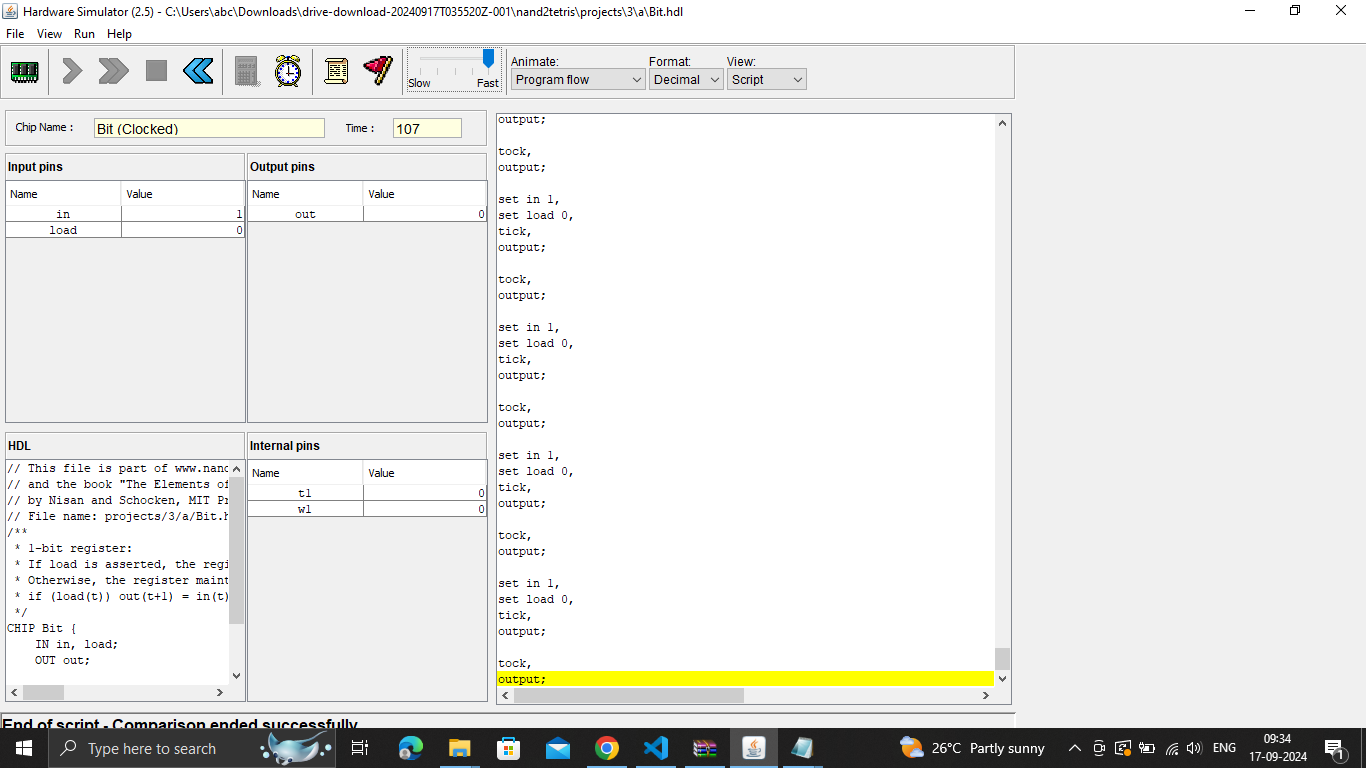 Hardware Simulator (2.5) - C:\Users\abc\Downloads\drive-download-20240917T035520Z-001\nand2tetris\projects\3\a\Bit.hdl
File View Run Help
Slow Fast
Animate:
Program flow
Format:
Decimal
View:
Script
Chip Name : Bit (Clocked) Time : 107
Input pins
Name Value
in 1
load 0
Output pins
Name Value
out 0
HDL
// This file is part of www.nand
// and the book "The Elements of
// by Nisan and Schocken, MIT Pr
// File name: projects/3/a/Bit.h
/**
* 1-bit register:
* If load is asserted, the regi
* Otherwise, the register maint
* if (load(t)) out(t+1) = in(t)
*/
CHIP Bit {
IN in, load;
OUT out;
Internal pins
Name Value
t1 0
w1 0
output;
tock,
output;
set in 1,
set load 0,
tick,
output;
tock,
output;
set in 1,
set load 0,
tick,
output;
tock,
output;
set in 1,
set load 0,
tick,
output;
tock,
output;
set in 1,
set load 0,
tick,
output;
tock,
output;
End of script - Comparison ended successfully
Type here to search
26°C Partly sunny
ENG
09:34
17-09-2024
1